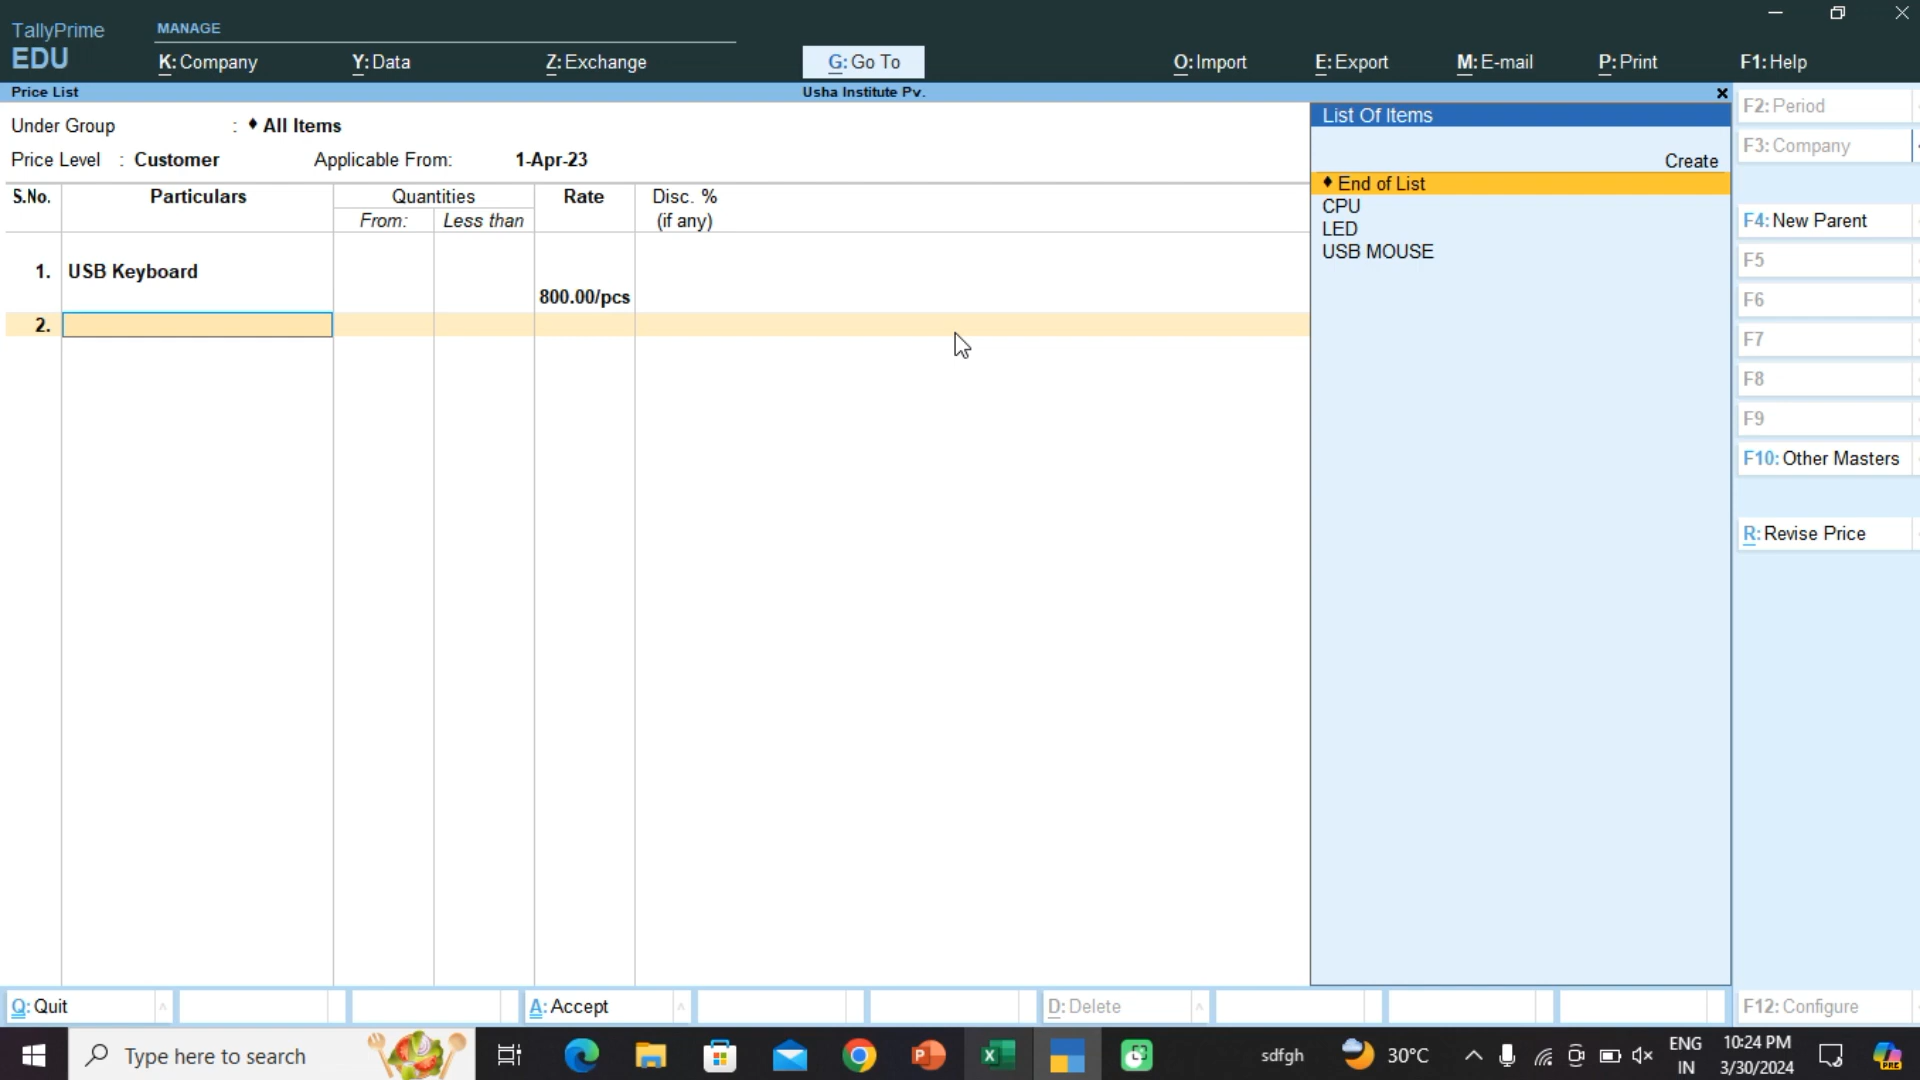 TallyPrime
EDU
MANAGE
K: Company
Y: Data
Z: Exchange
G: Go To
O: Import
E: Export
M: E-mail
P: Print
F1: Help
Price List
Usha Institute Pv.
Under Group : ♦ All Items
Price Level : Customer Applicable From: 1-Apr-23
S.No. Particulars Quantities Rate Disc. %
From: Less than (if any)
1. USB Keyboard
800.00/pcs
2.
List Of Items
Create
♦ End of List
CPU
LED
USB MOUSE
F2: Period
F3: Company
F4: New Parent
F5
F6
F7
F8
F9
F10: Other Masters
R: Revise Price
F12: Configure
Q: Quit
A: Accept
D: Delete
Type here to search
sdfgh
30°C
ENG
IN
10:24 PM
3/30/2024
PRE